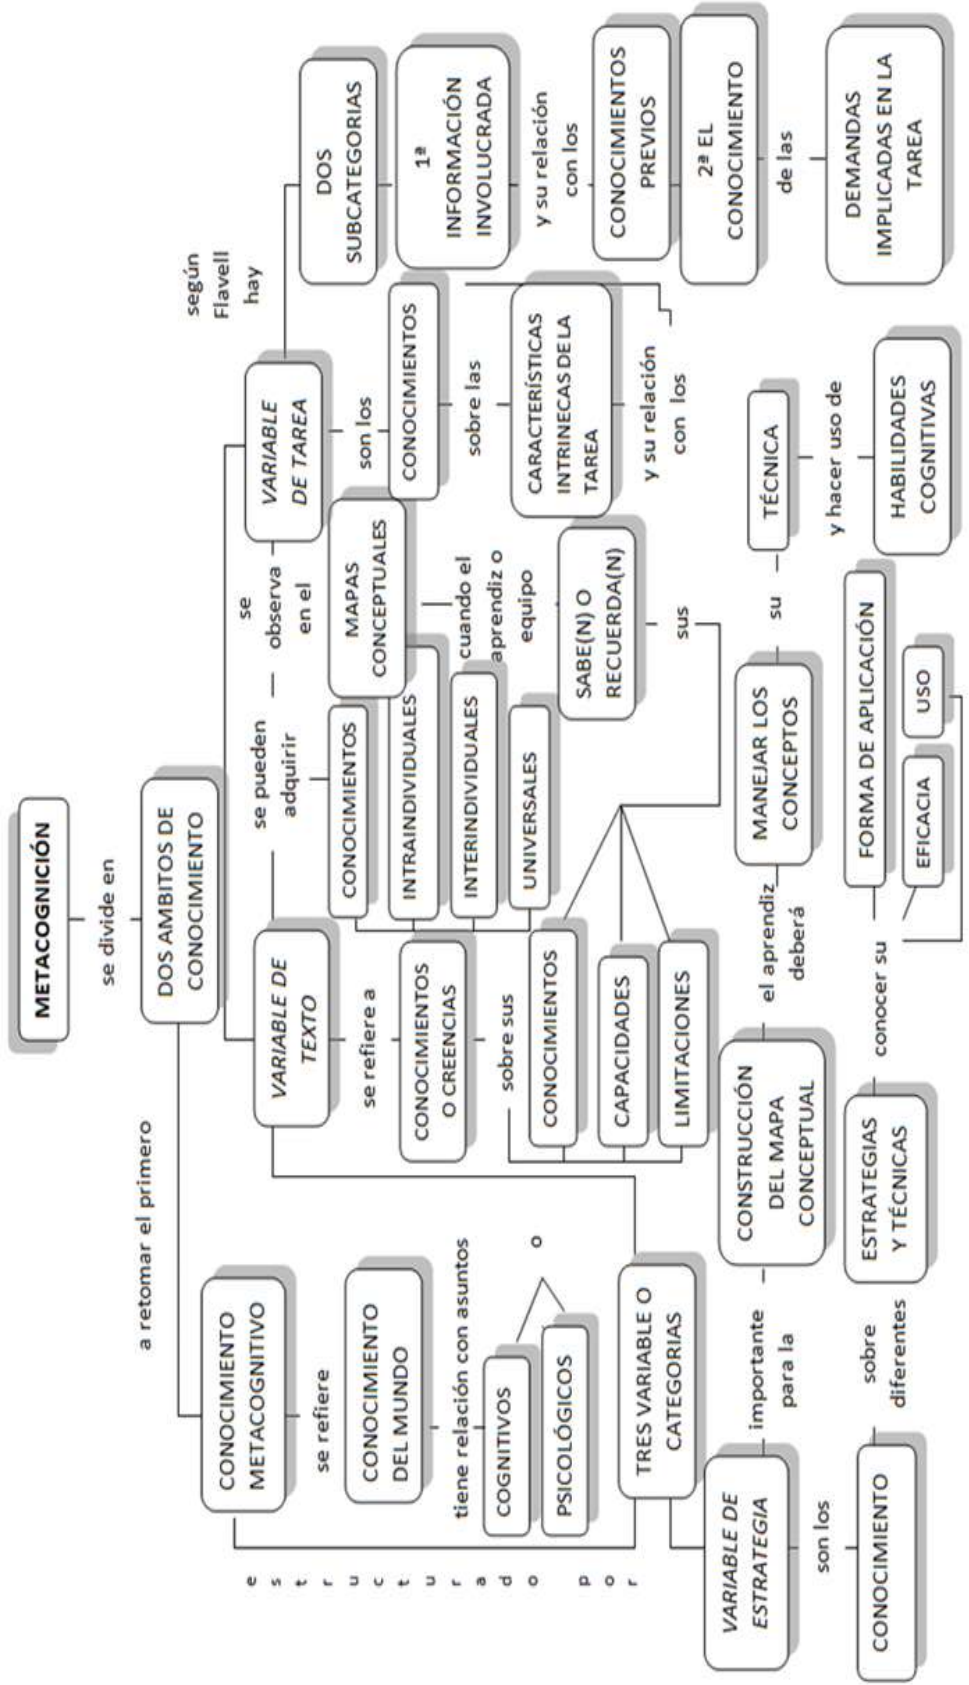 METACOGNICIÓN
se divide en
DOS AMBITOS DE
CONOCIMIENTO
a retomar el primero
CONOCIMIENTO
METACOGNITIVO
se refiere
CONOCIMIENTO
DEL MUNDO
tiene relación con asuntos
COGNITIVOS
o
PSICOLÓGICOS
estructurado por
TRES VARIABLE O
CATEGORIAS
VARIABLE DE
TEXTO
se refiere a
CONOCIMIENTOS
O CREENCIAS
sobre sus
CONOCIMIENTOS
CAPACIDADES
LIMITACIONES
se pueden
adquirir
CONOCIMIENTOS
INTRAINDIVIDUALES
INTERINDIVIDUALES
UNIVERSALES
se
observa
en el
MAPAS
CONCEPTUALES
cuando el
aprendiz o
equipo
SABE(N) O
RECUERDA(N)
sus
VARIABLE
DE TAREA
son los
CONOCIMIENTOS
sobre las
CARACTERÍSTICAS
INTRINECAS DE LA
TAREA
y su relación
con los
según
Flavell
hay
DOS
SUBCATEGORIAS
1ª
INFORMACIÓN
INVOLUCRADA
y su relación
con los
CONOCIMIENTOS
PREVIOS
2ª EL
CONOCIMIENTO
de las
DEMANDAS
IMPLICADAS EN LA
TAREA
VARIABLE DE
ESTRATEGIA
importante
para la
CONSTRUCCIÓN
DEL MAPA
CONCEPTUAL
el aprendiz
deberá
MANEJAR LOS
CONCEPTOS
su
TÉCNICA
y hacer uso de
HABILIDADES
COGNITIVAS
son los
CONOCIMIENTO
sobre
diferentes
ESTRATEGIAS
Y TÉCNICAS
conocer su
FORMA DE APLICACIÓN
EFICACIA
USO